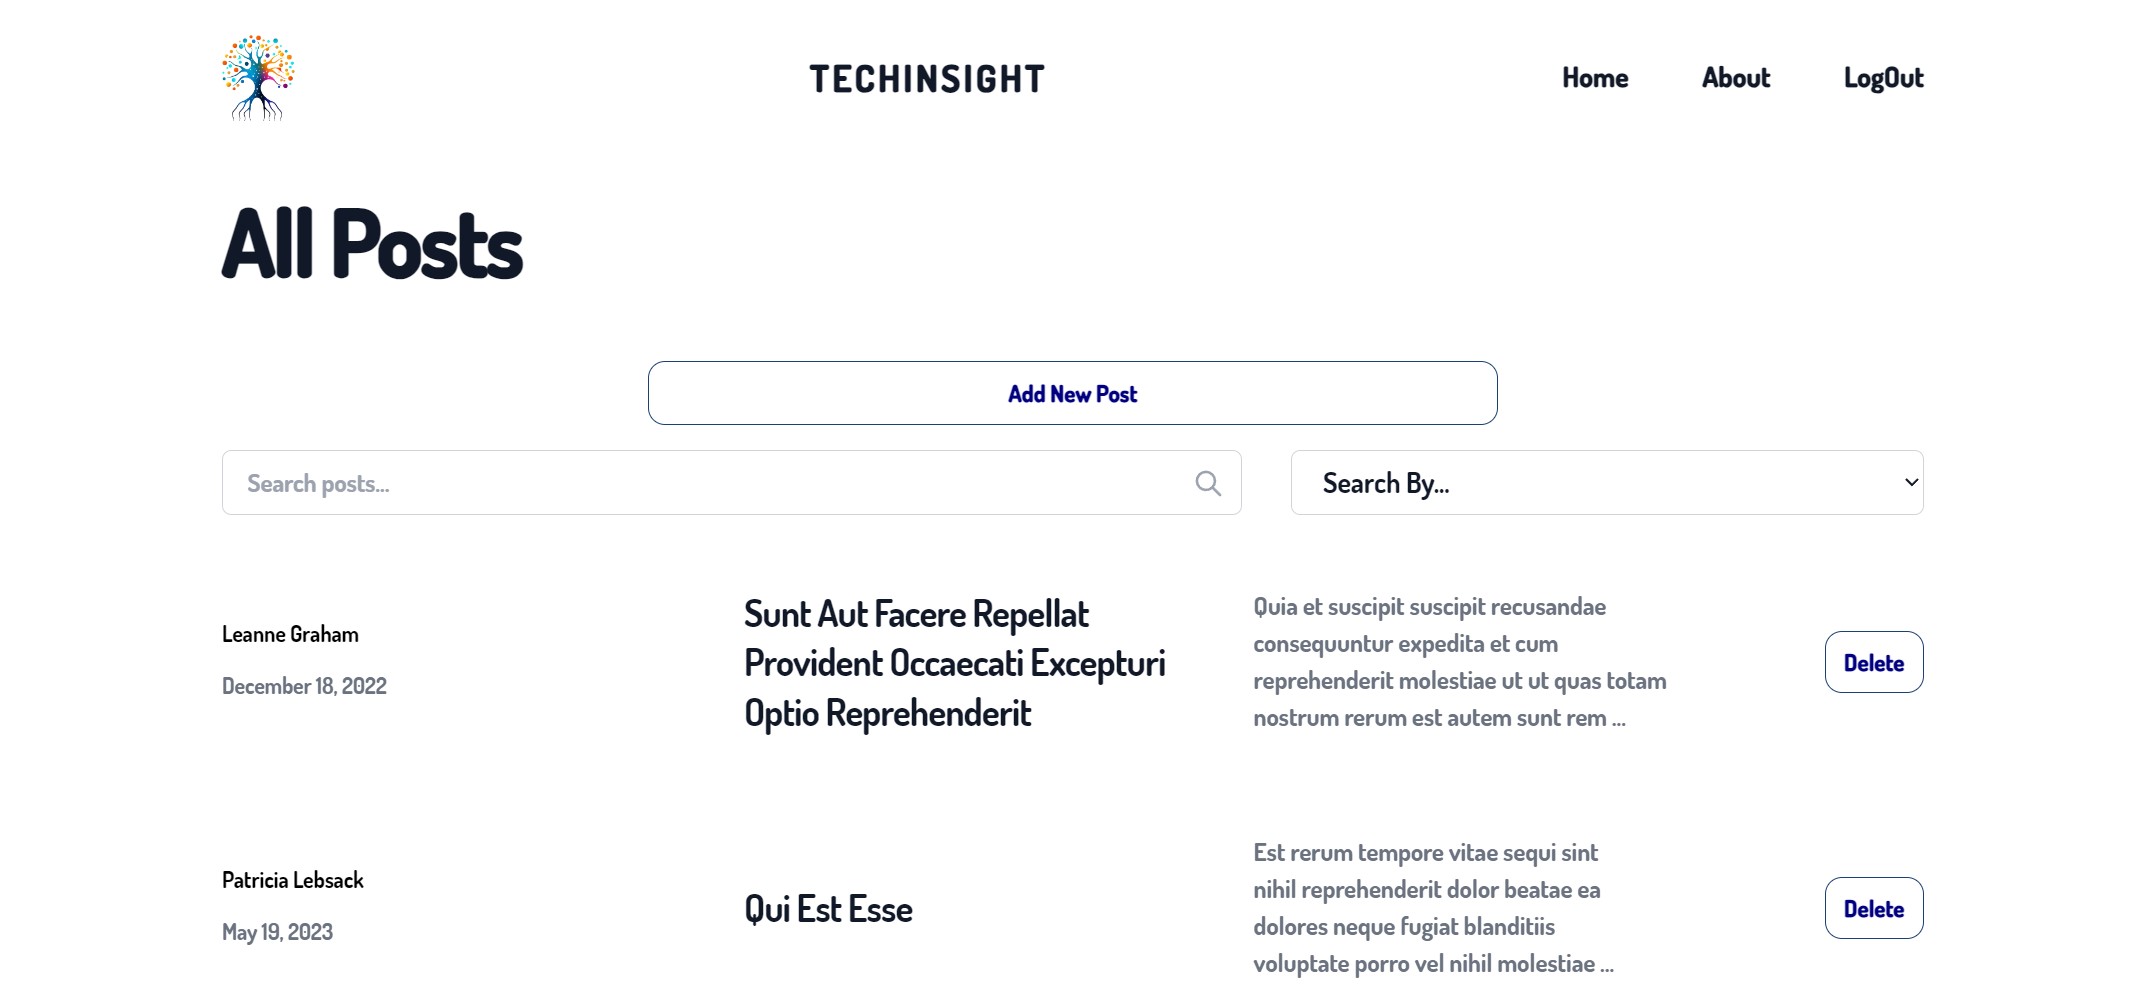 TECHINSIGHT
Home
About
LogOut
All Posts
Add New Post
Search posts...
Search By...
Leanne Graham
December 18, 2022
Sunt Aut Facere Repellat
Provident Occaecati Excepturi
Optio Reprehenderit
Quia et suscipit suscipit recusandae
consequuntur expedita et cum
reprehenderit molestiae ut ut quas totam
nostrum rerum est autem sunt rem ...
Delete
Patricia Lebsack
May 19, 2023
Qui Est Esse
Est rerum tempore vitae sequi sint
nihil reprehenderit dolor beatae ea
dolores neque fugiat blanditiis
voluptate porro vel nihil molestiae ...
Delete